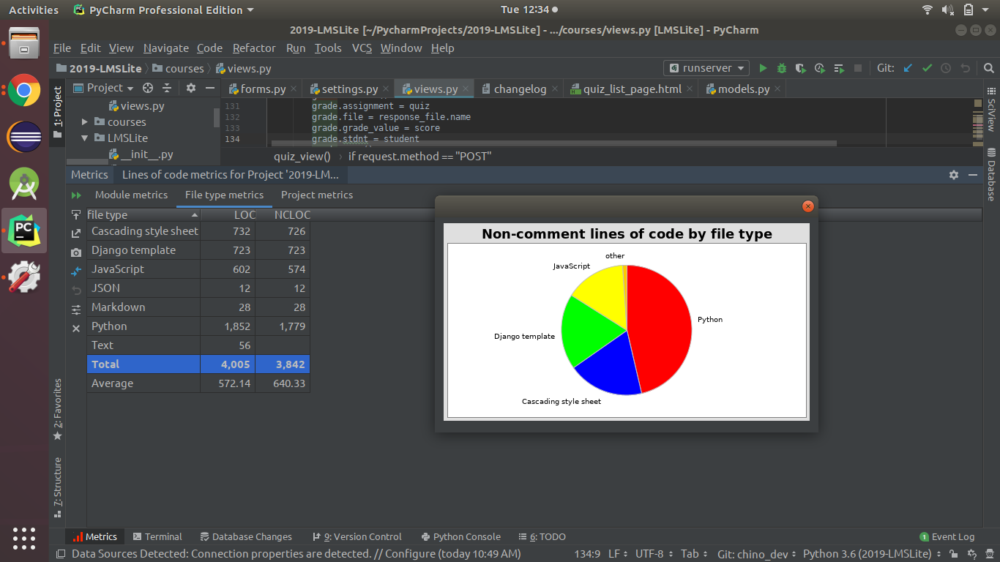 Activities PyCharm Professional Edition Tue 12:34
2019-LMSLite [~/PycharmProjects/2019-LMSLite] - .../courses/views.py [LMSLite] - PyCharm
File Edit View Navigate Code Refactor Run Tools VCS Window Help
2019-LMSLite courses views.py runserver Git:
Project forms.py settings.py views.py changelog quiz_list_page.html models.py
1: Project
views.py
courses
LMSLite
__init__.py
131 grade.assignment = quiz
132 grade.file = response_file.name
133 grade.grade_value = score
134 grade.stdnt = student
quiz_view() if request.method == "POST"
SciView
Database
Metrics Lines of code metrics for Project '2019-LM...
Module metrics File type metrics Project metrics
file type LOC NCLOC
Cascading style sheet 732 726
Django template 723 723
JavaScript 602 574
JSON 12 12
Markdown 28 28
Python 1,852 1,779
Text 56
Total 4,005 3,842
Average 572.14 640.33
Non-comment lines of code by file type
other
JavaScript
Python
Django template
Cascading style sheet
2: Favorites
7: Structure
Metrics Terminal Database Changes 9: Version Control Python Console 6: TODO 1 Event Log
Data Sources Detected: Connection properties are detected. // Configure (today 10:49 AM) 134:9 LF UTF-8 Tab Git: chino_dev Python 3.6 (2019-LMSLite)